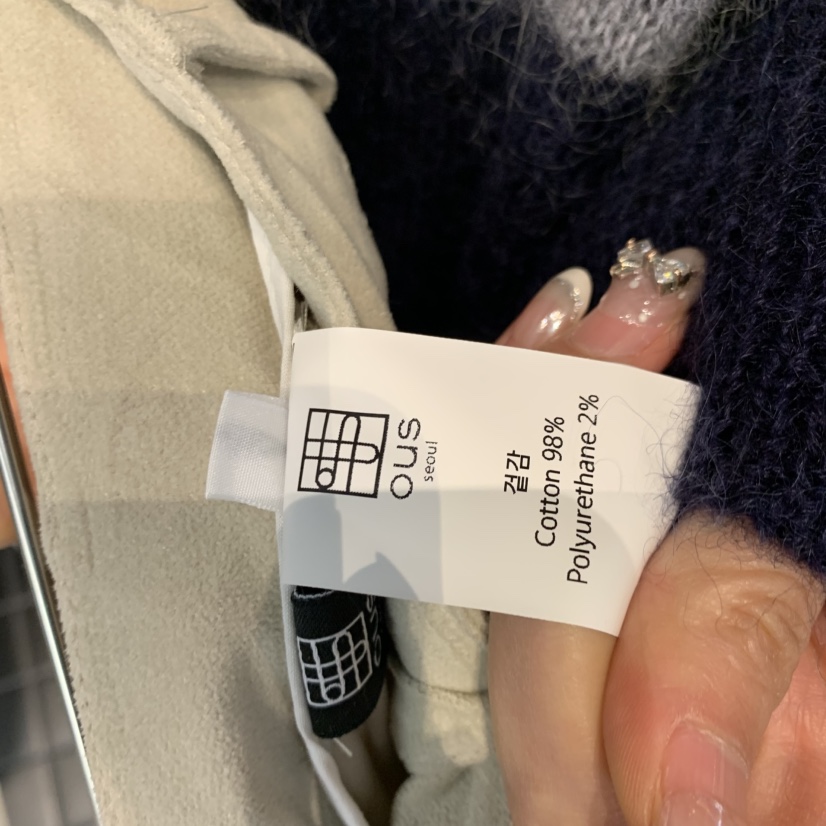 ous
seoul
겉감
Cotton 98%
Polyurethane 2%